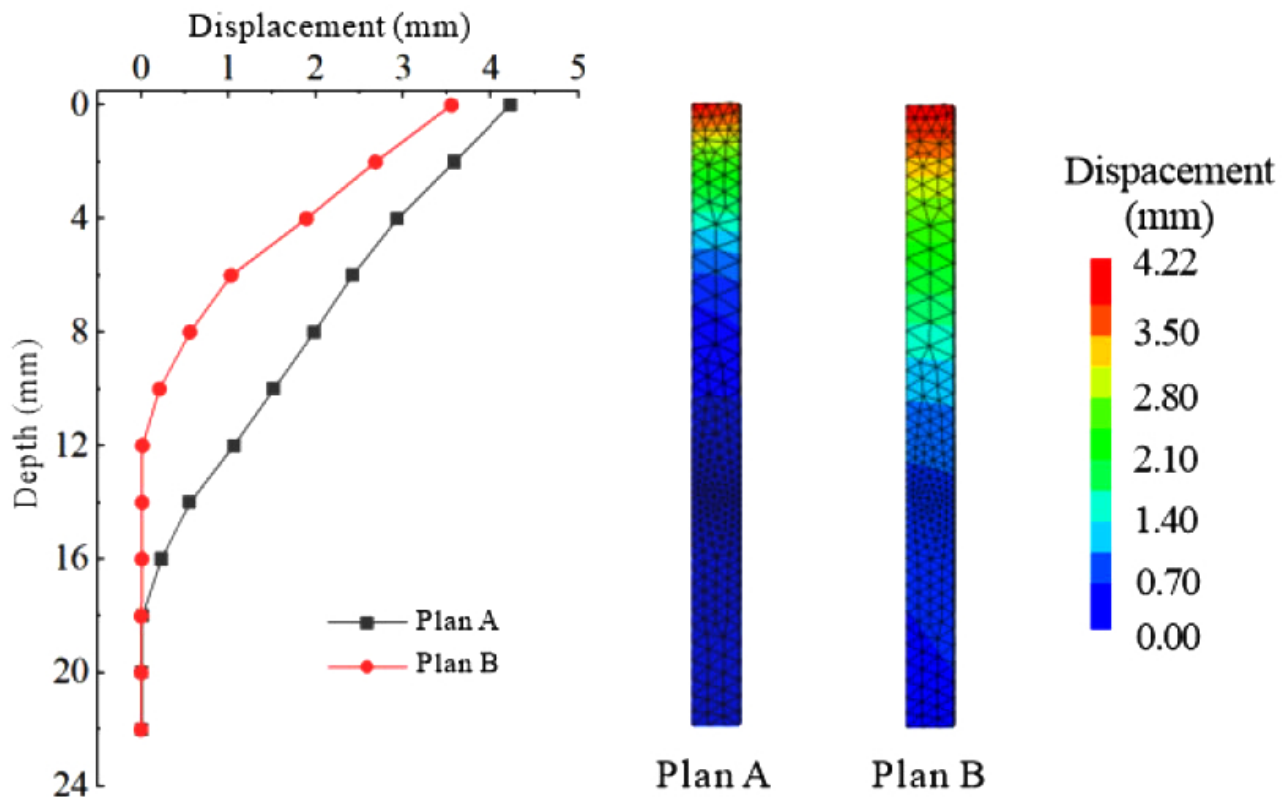 Displacement (mm)
0 1 2 3 4 5
0
4
8
12
16
20
24
Depth (mm)
Plan A
Plan B
Plan A
Plan B
Dispacement
(mm)
4.22
3.50
2.80
2.10
1.40
0.70
0.00